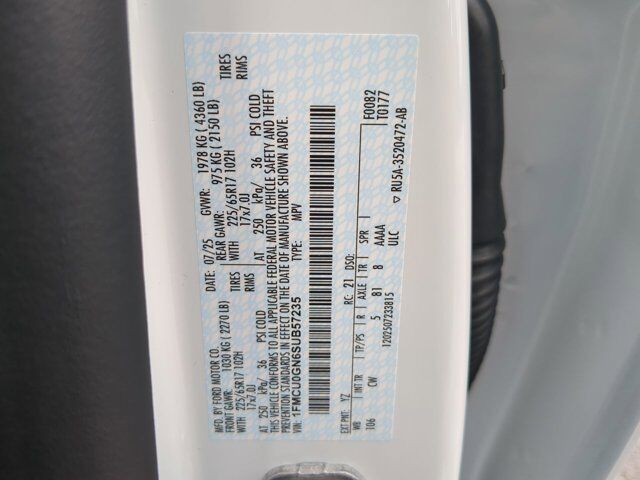 MFD. BY FORD MOTOR CO.
DATE: 07/25 GVWR: 1978 KG ( 4360 LB)
FRONT GAWR: 1030 KG ( 2270 LB) REAR GAWR: 975 KG ( 2150 LB)
WITH 225/65R17 102H TIRES WITH 225/65R17 102H TIRES
17x7.0J RIMS 17x7.0J RIMS
AT 250 kPa/ 36 PSI COLD AT 250 kPa/ 36 PSI COLD
THIS VEHICLE CONFORMS TO ALL APPLICABLE FEDERAL MOTOR VEHICLE SAFETY AND THEFT
PREVENTION STANDARDS IN EFFECT ON THE DATE OF MANUFACTURE SHOWN ABOVE.
VIN: 1FMCU0GN6SUB57235 TYPE: MPV
F0082
T0177
EXT PNT: YZ RC: 21 DSO:
WB INT TR TP/PS R AXLE TR SPR
106 CW 5 81 8 AAAA
ULC
1202507233815 RU5A-3520472-AB